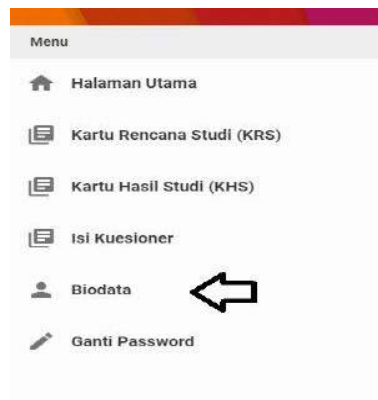 Menu
Halaman Utama
Kartu Rencana Studi (KRS)
Kartu Hasil Studi (KHS)
Isi Kuesioner
Biodata
Ganti Password